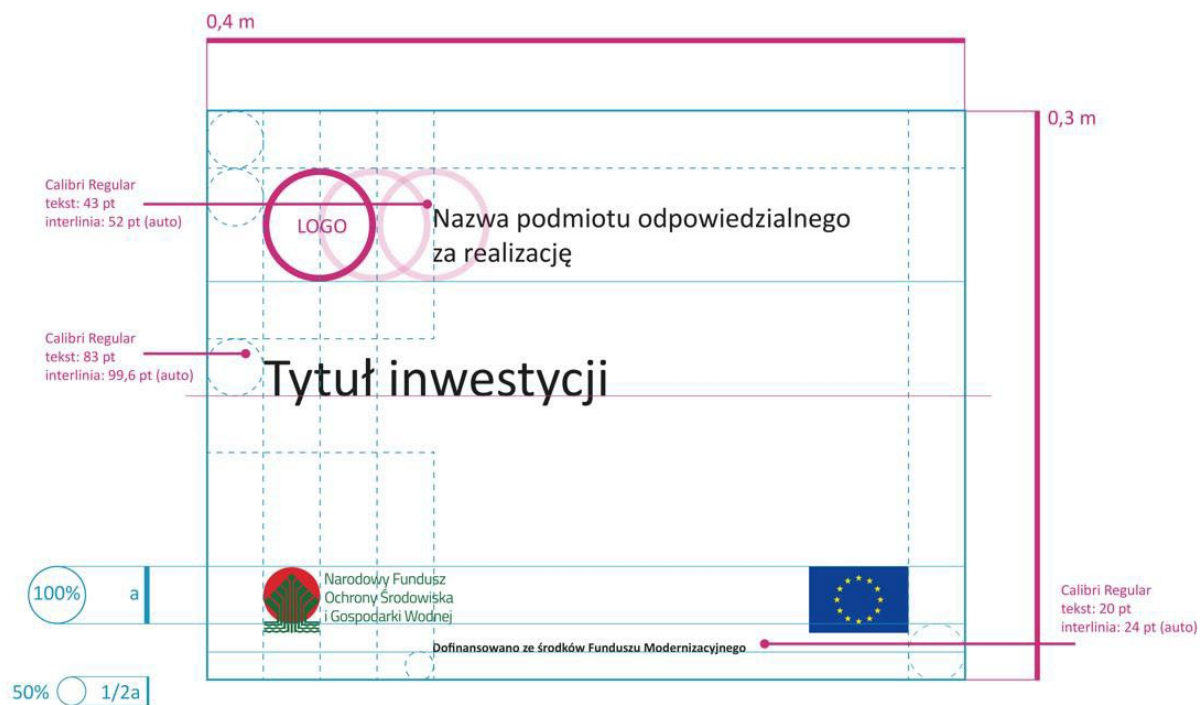 0,4 m
0,3 m
Calibri Regular
tekst: 43 pt
interlinia: 52 pt (auto)
LOGO
Nazwa podmiotu odpowiedzialnego
za realizację
Calibri Regular
tekst: 83 pt
interlinia: 99,6 pt (auto)
Tytuł inwestycji
100%
a
Narodowy Fundusz
Ochrony Środowiska
i Gospodarki Wodnej
Calibri Regular
tekst: 20 pt
interlinia: 24 pt (auto)
Dofinansowano ze środków Funduszu Modernizacyjnego
50%
1/2a